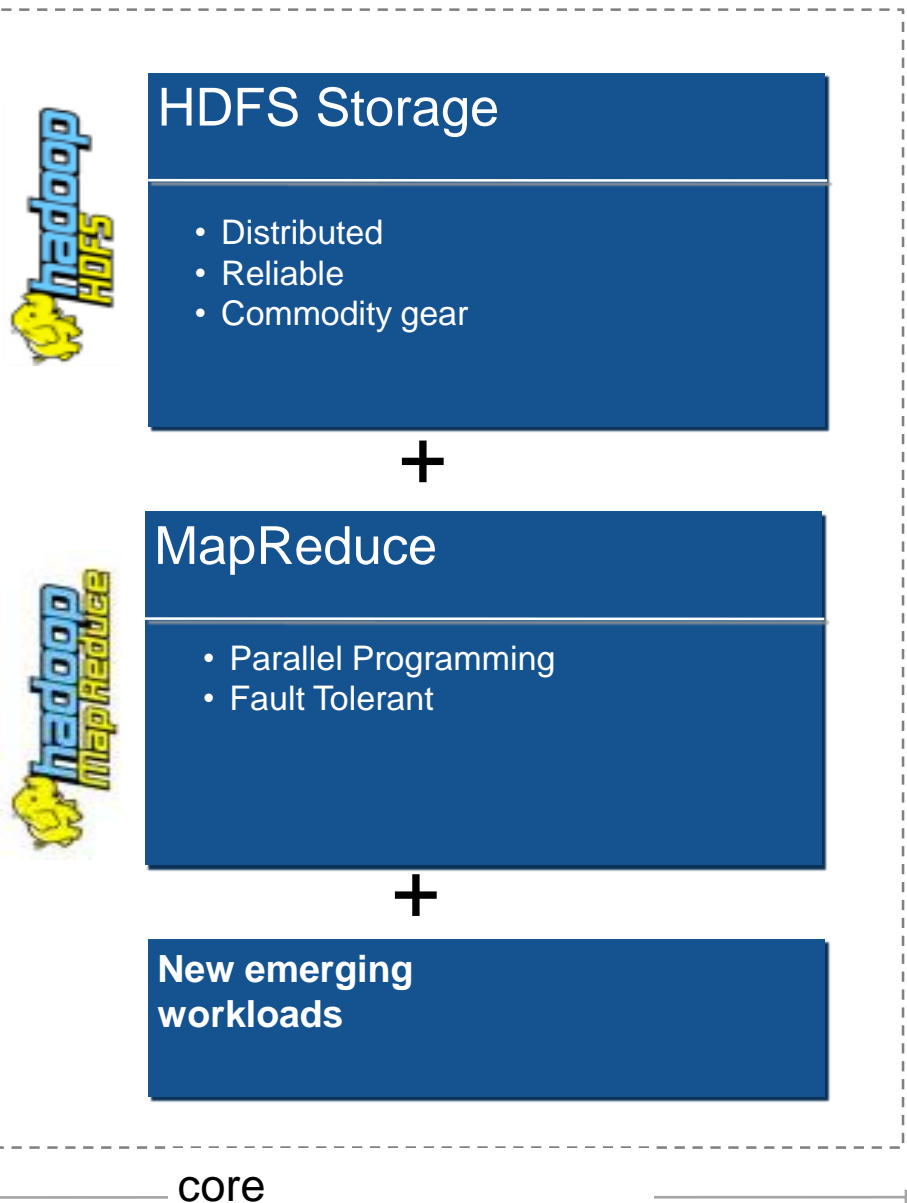 hadoop
HDFS
HDFS Storage
• Distributed
• Reliable
• Commodity gear
+
hadoop
MapReduce
MapReduce
• Parallel Programming
• Fault Tolerant
+
New emerging
workloads
core